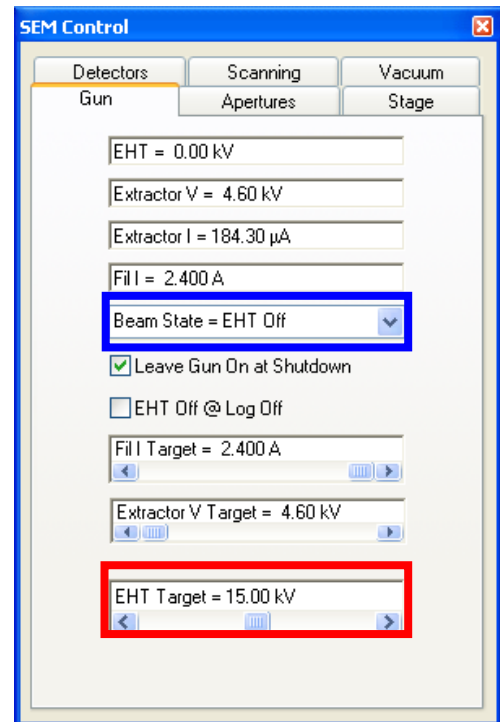 SEM Control
Detectors Scanning Vacuum
Gun Apertures Stage
EHT = 0.00 kV
Extractor V = 4.60 kV
Extractor I = 184.30 µA
Fil I = 2.400 A
Beam State = EHT Off
Leave Gun On at Shutdown
EHT Off @ Log Off
Fil I Target = 2.400 A
Extractor V Target = 4.60 kV
EHT Target = 15.00 kV